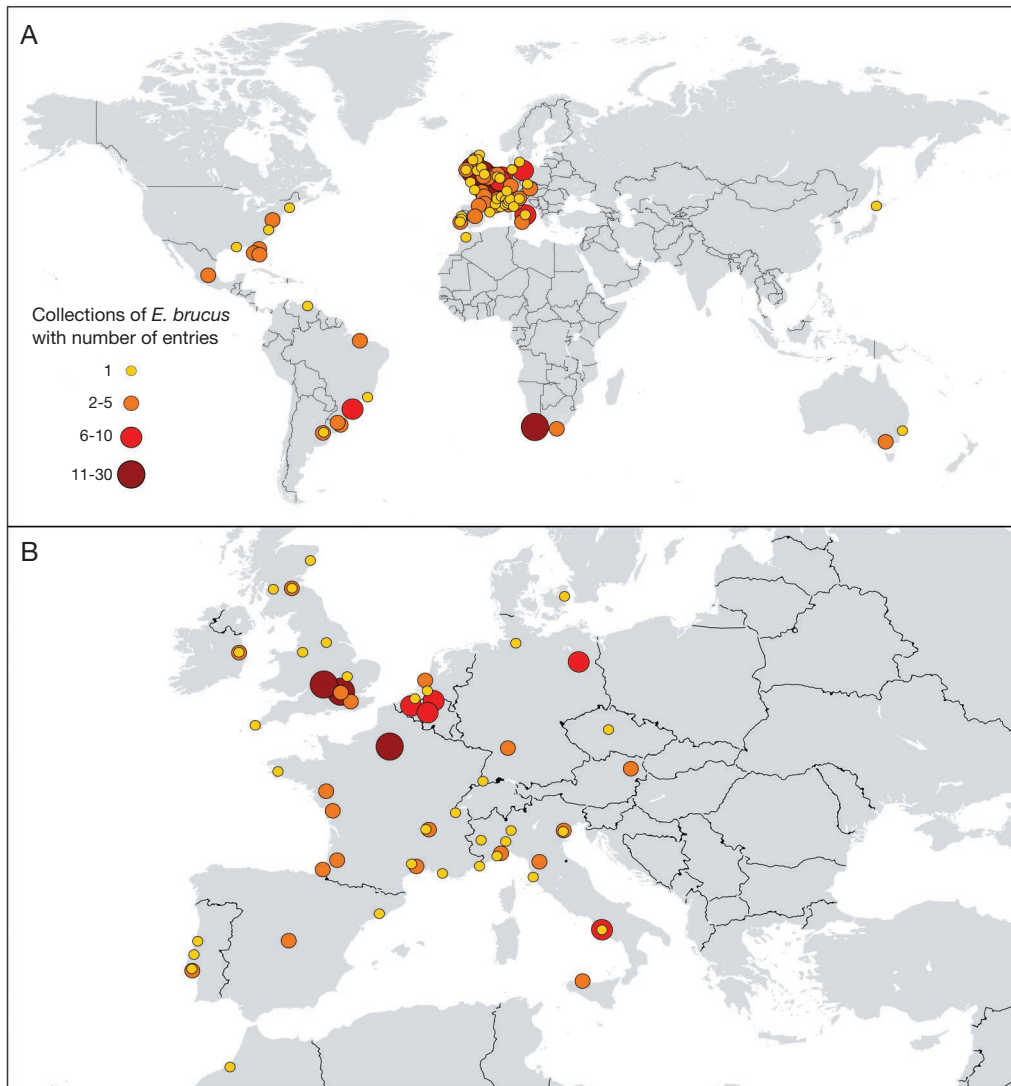 A
Collections of E. brucus
with number of entries
1
2-5
6-10
11-30
B